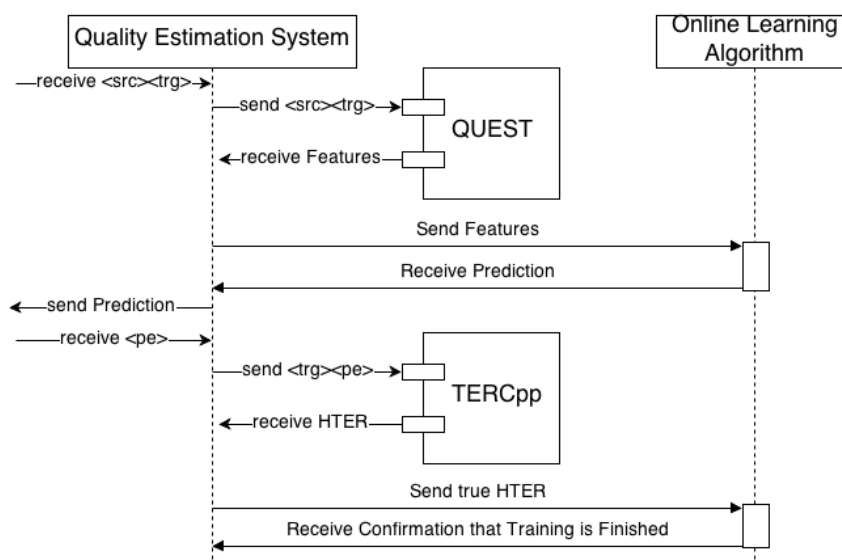 Quality Estimation System
Online Learning
Algorithm
receive <src><trg>
send <src><trg>
QUEST
receive Features
Send Features
Receive Prediction
send Prediction
receive <pe>
send <trg><pe>
TERCpp
receive HTER
Send true HTER
Receive Confirmation that Training is Finished